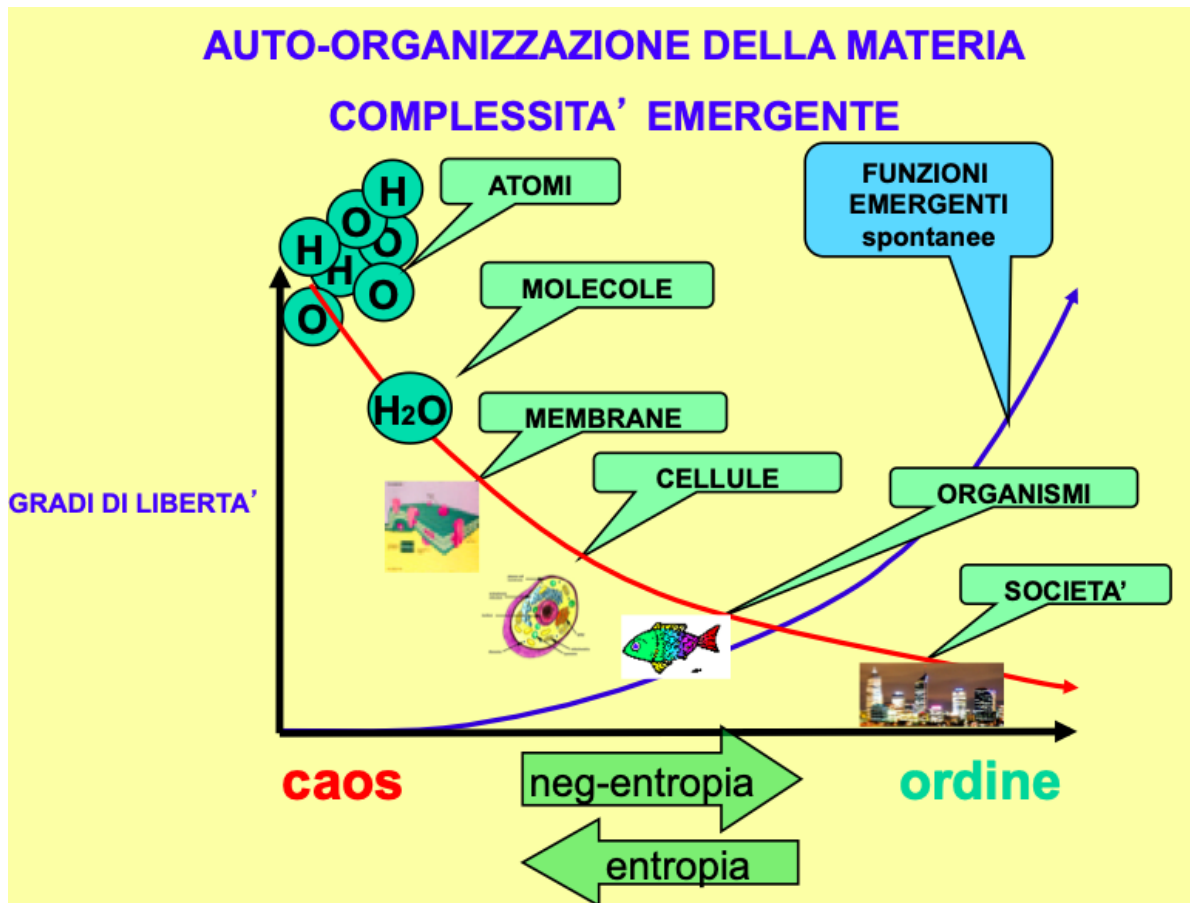 AUTO-ORGANIZZAZIONE DELLA MATERIA
COMPLESSITA’ EMERGENTE
ATOMI
FUNZIONI
EMERGENTI
spontanee
H
O
H
O
H
O
O
MOLECOLE
H2O
MEMBRANE
CELLULE
ORGANISMI
GRADI DI LIBERTA’
SOCIETA’
caos
neg-entropia
ordine
entropia